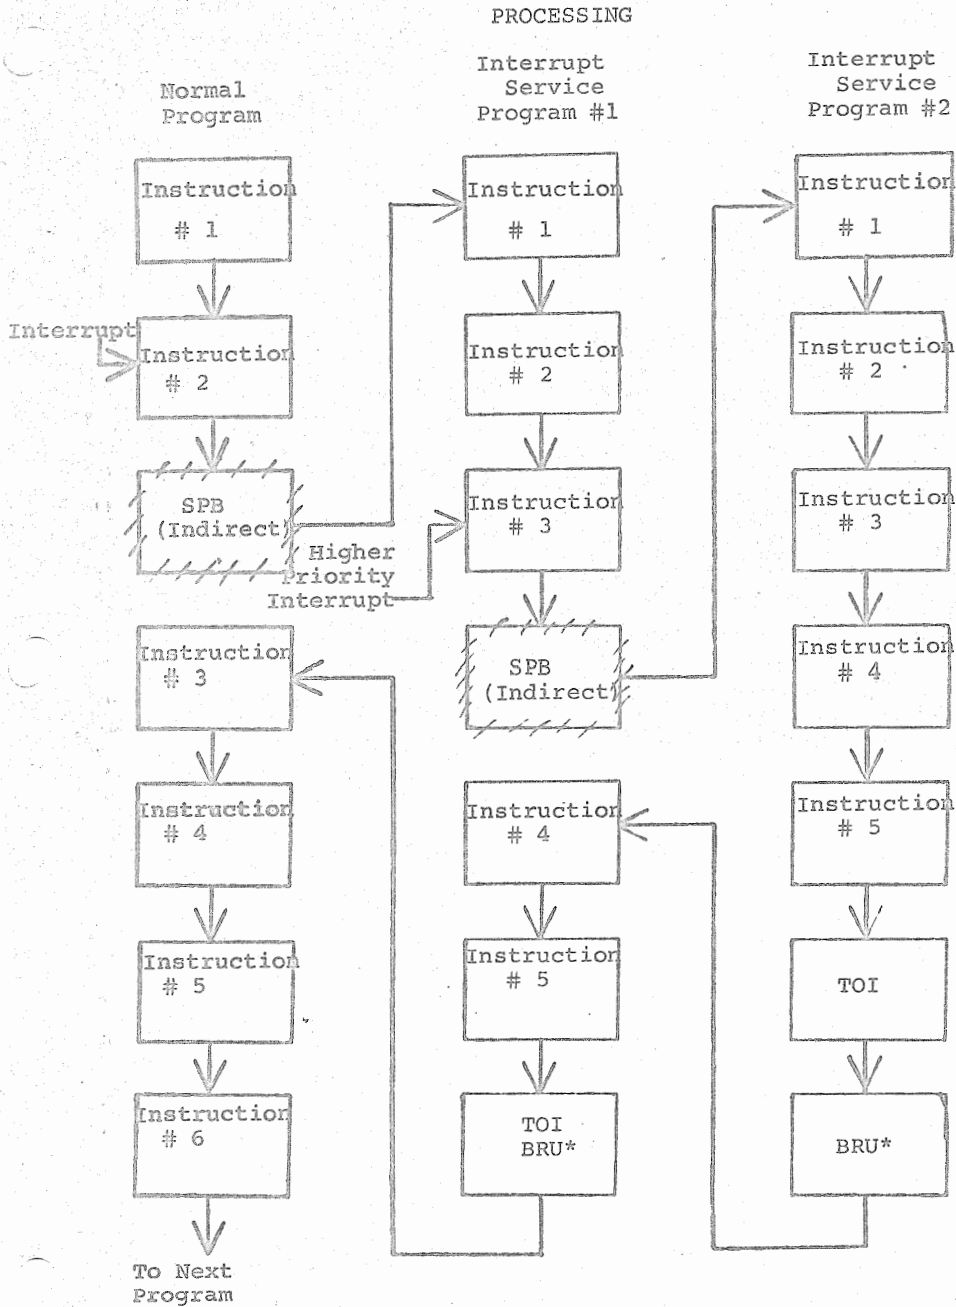 PROCESSING
Normal
Program
Interrupt
Service
Program #1
Interrupt
Service
Program #2
Instruction
# 1
Interrupt
Instruction
# 2
SPB
(Indirect)
Higher
Priority
Interrupt
Instruction
# 3
Instruction
# 4
Instruction
# 5
Instruction
# 6
To Next
Program
Instruction
# 1
Instruction
# 2
Instruction
# 3
SPB
(Indirect)
Instruction
# 4
Instruction
# 5
TOI
BRU*
Instruction
# 1
Instruction
# 2
Instruction
# 3
Instruction
# 4
Instruction
# 5
TOI
BRU*